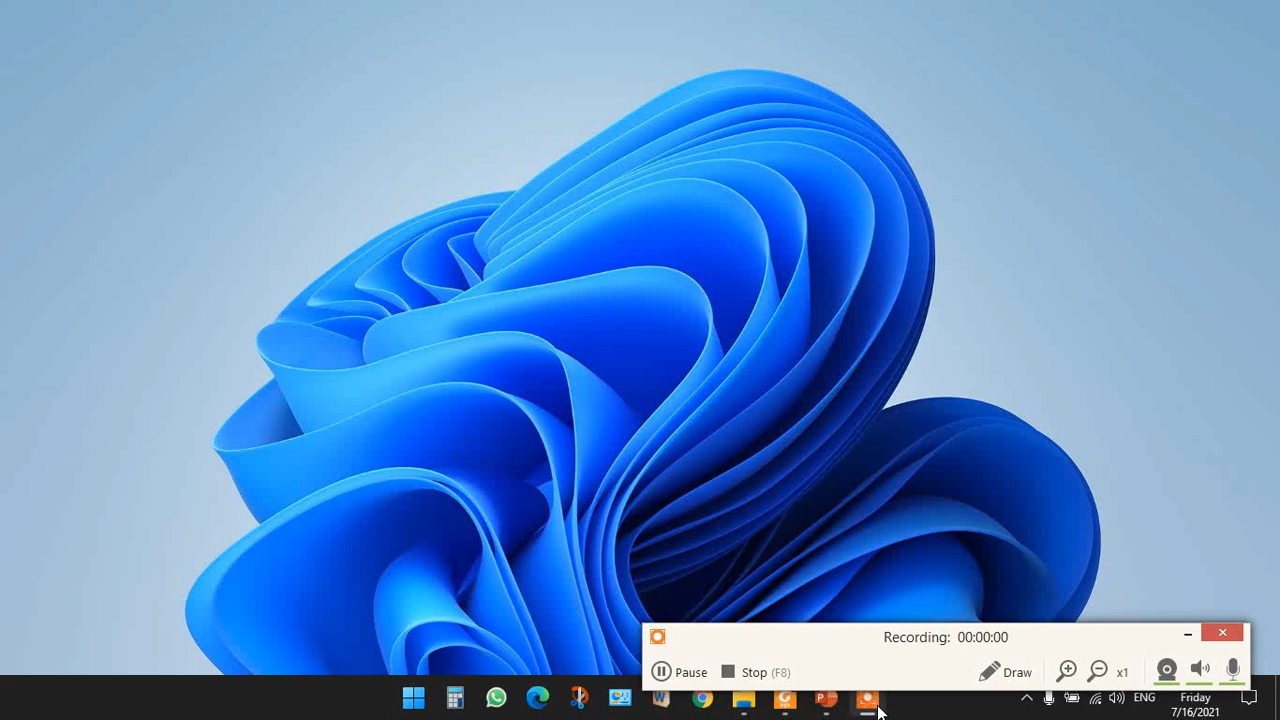 Recording: 00:00:00
Pause Stop (F8) Draw x1
ENG
Friday
7/16/2021